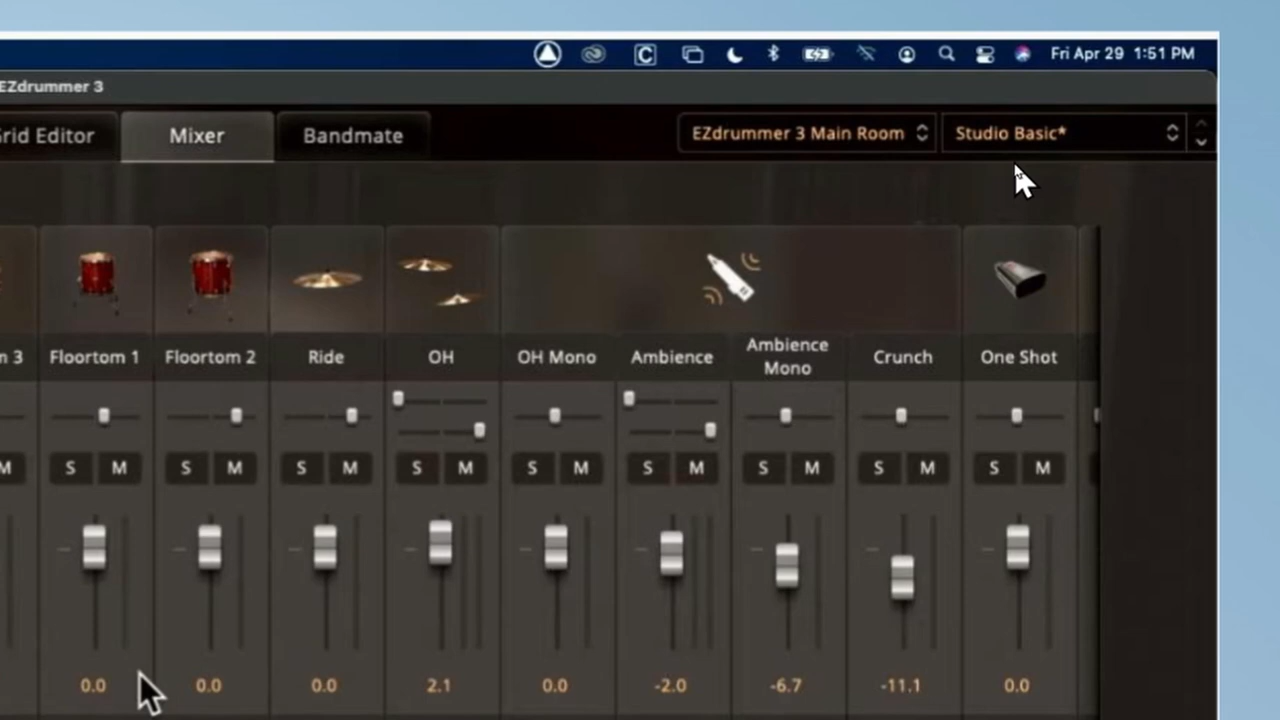 Fri Apr 29 1:51 PM
EZdrummer 3
Grid Editor Mixer Bandmate EZdrummer 3 Main Room Studio Basic*
m 3 Floortom 1 Floortom 2 Ride OH OH Mono Ambience Ambience Mono Crunch One Shot
M S M S M S M S M S M S M S M S M S M
0.0 0.0 0.0 2.1 0.0 -2.0 -6.7 -11.1 0.0